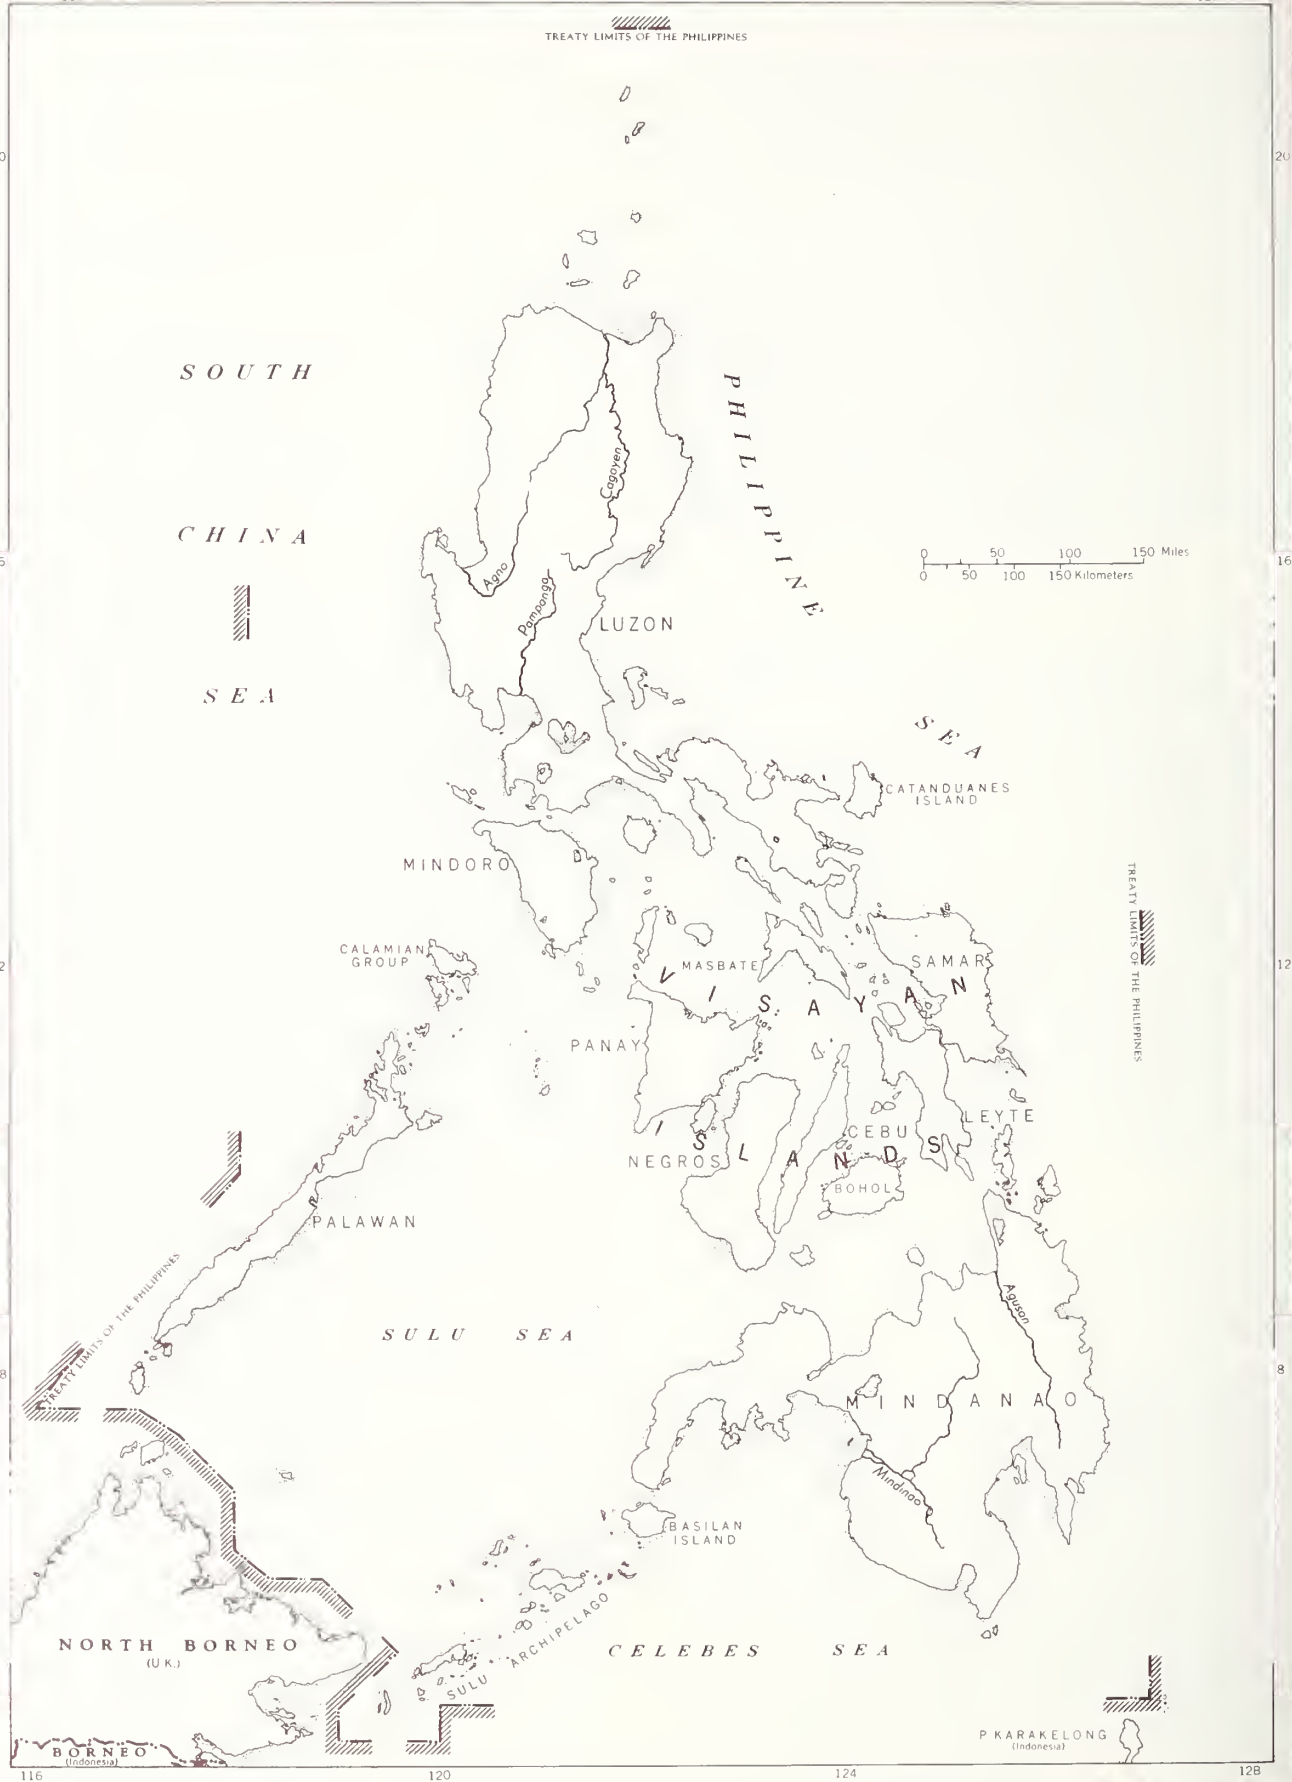 TREATY LIMITS OF THE PHILIPPINES
20
SOUTH
PHILIPPINE
Cagayen
CHINA
0 50 100 150 Miles
0 50 100 150 Kilometers
16
Agno
Pampanga
LUZON
SEA
SEA
CATANDUANES
ISLAND
MINDORO
TREATY LIMITS OF THE PHILIPPINES
CALAMIAN
GROUP
MASBATE
SAMAR
12
VISAYAN
PANAY
LEYTE
CEBU
ISLANDS
NEGROS
BOHOL
PALAWAN
TREATY LIMITS OF THE PHILIPPINES
Agusan
SULU SEA
8
8
MINDANAO
Mindinao
BASILAN
ISLAND
SULU ARCHIPELAGO
NORTH BORNEO
(U.K.)
CELEBES SEA
P KARAKELONG
(Indonesia)
BORNEO
(Indonesia)
116
120
124
128